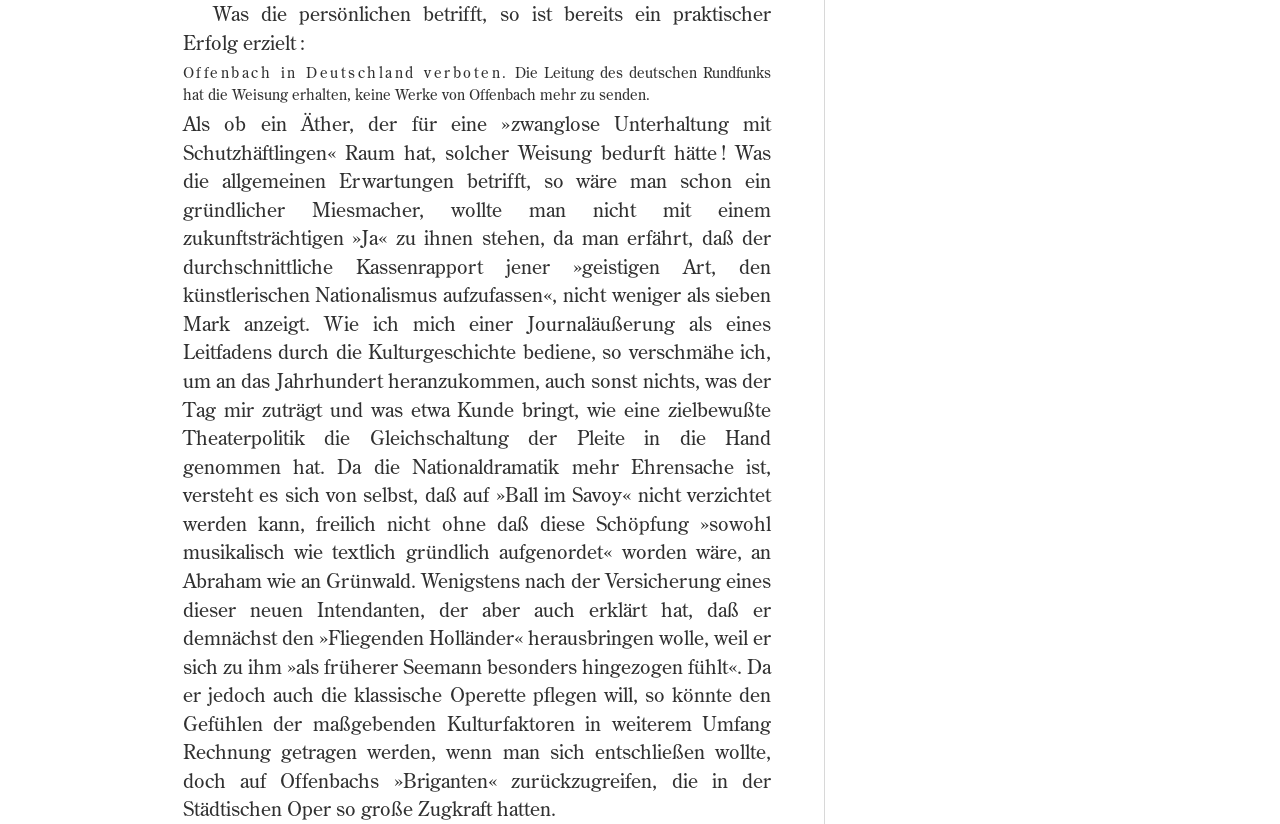 Was die persönlichen betrifft, so ist bereits ein praktischer
Erfolg erzielt :
Offenbach in Deutschland verboten. Die Leitung des deutschen Rundfunks
hat die Weisung erhalten, keine Werke von Offenbach mehr zu senden.
Als ob ein Äther, der für eine »zwanglose Unterhaltung mit
Schutzhäftlingen« Raum hat, solcher Weisung bedurft hätte ! Was
die allgemeinen Erwartungen betrifft, so wäre man schon ein
gründlicher Miesmacher, wollte man nicht mit einem
zukunftsträchtigen »Ja« zu ihnen stehen, da man erfährt, daß der
durchschnittliche Kassenrapport jener »geistigen Art, den
künstlerischen Nationalismus aufzufassen«, nicht weniger als sieben
Mark anzeigt. Wie ich mich einer Journaläußerung als eines
Leitfadens durch die Kulturgeschichte bediene, so verschmähe ich,
um an das Jahrhundert heranzukommen, auch sonst nichts, was der
Tag mir zuträgt und was etwa Kunde bringt, wie eine zielbewußte
Theaterpolitik die Gleichschaltung der Pleite in die Hand
genommen hat. Da die Nationaldramatik mehr Ehrensache ist,
versteht es sich von selbst, daß auf »Ball im Savoy« nicht verzichtet
werden kann, freilich nicht ohne daß diese Schöpfung »sowohl
musikalisch wie textlich gründlich aufgenordet« worden wäre, an
Abraham wie an Grünwald. Wenigstens nach der Versicherung eines
dieser neuen Intendanten, der aber auch erklärt hat, daß er
demnächst den »Fliegenden Holländer« herausbringen wolle, weil er
sich zu ihm »als früherer Seemann besonders hingezogen fühlt«. Da
er jedoch auch die klassische Operette pflegen will, so könnte den
Gefühlen der maßgebenden Kulturfaktoren in weiterem Umfang
Rechnung getragen werden, wenn man sich entschließen wollte,
doch auf Offenbachs »Briganten« zurückzugreifen, die in der
Städtischen Oper so große Zugkraft hatten.